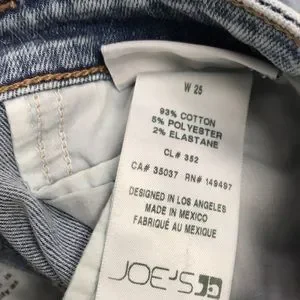 W 25
93% COTTON
5% POLYESTER
2% ELASTANE
CL# 352
CA# 35037 RN# 149497
DESIGNED IN LOS ANGELES
MADE IN MEXICO
FABRIQUÉ AU MEXIQUE
JOE'S